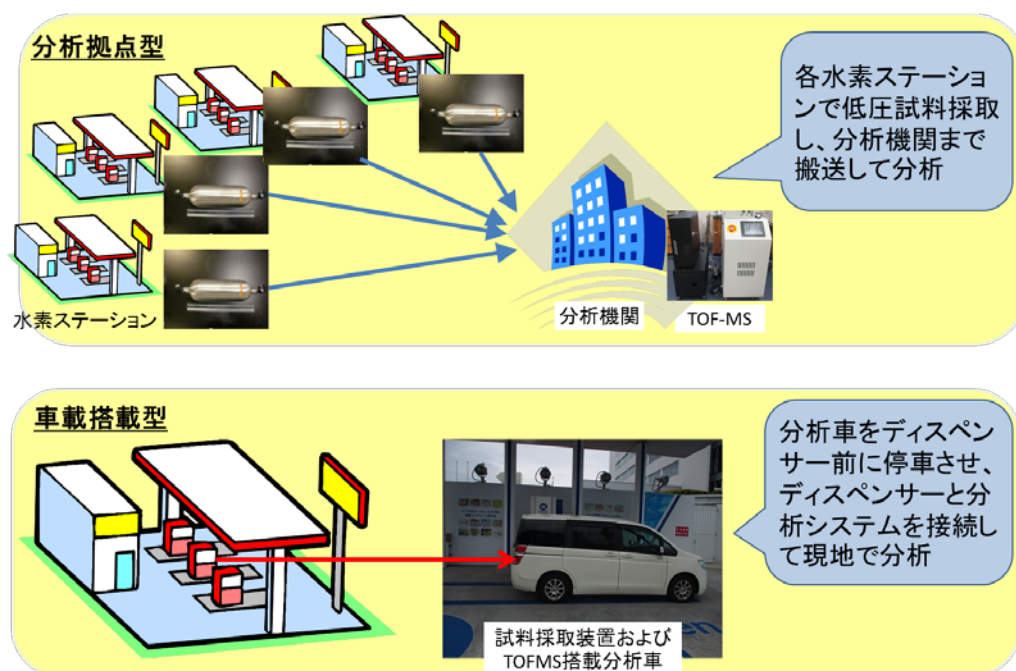 分析拠点型
各水素ステーショ
ンで低圧試料採取
し、分析機関まで
搬送して分析
水素ステーション
分析機関
TOF-MS
車載搭載型
分析車をディスペン
サー前に停車させ、
ディスペンサーと分
析システムを接続し
て現地で分析
試料採取装置および
TOFMS搭載分析車